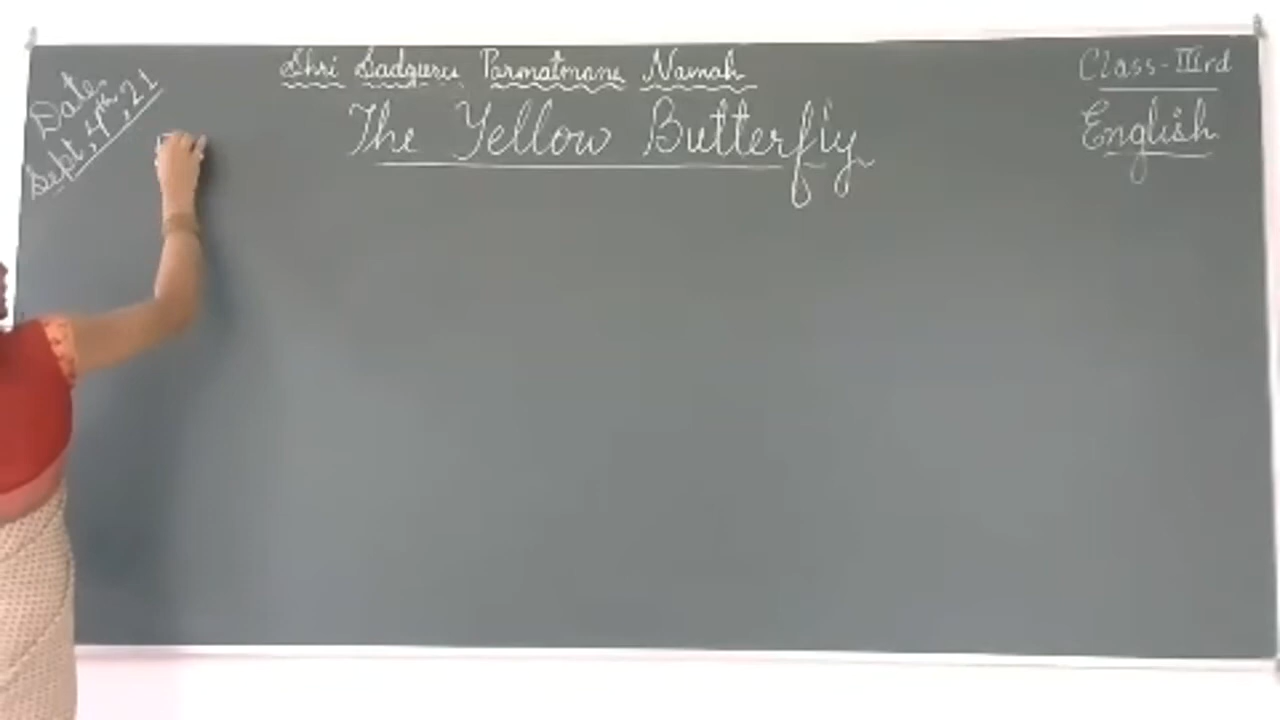 Shri Sadguru Parmatmane Namah
Date
Sept, 4th, 21
The Yellow Butterfly
Class-IIIrd
English